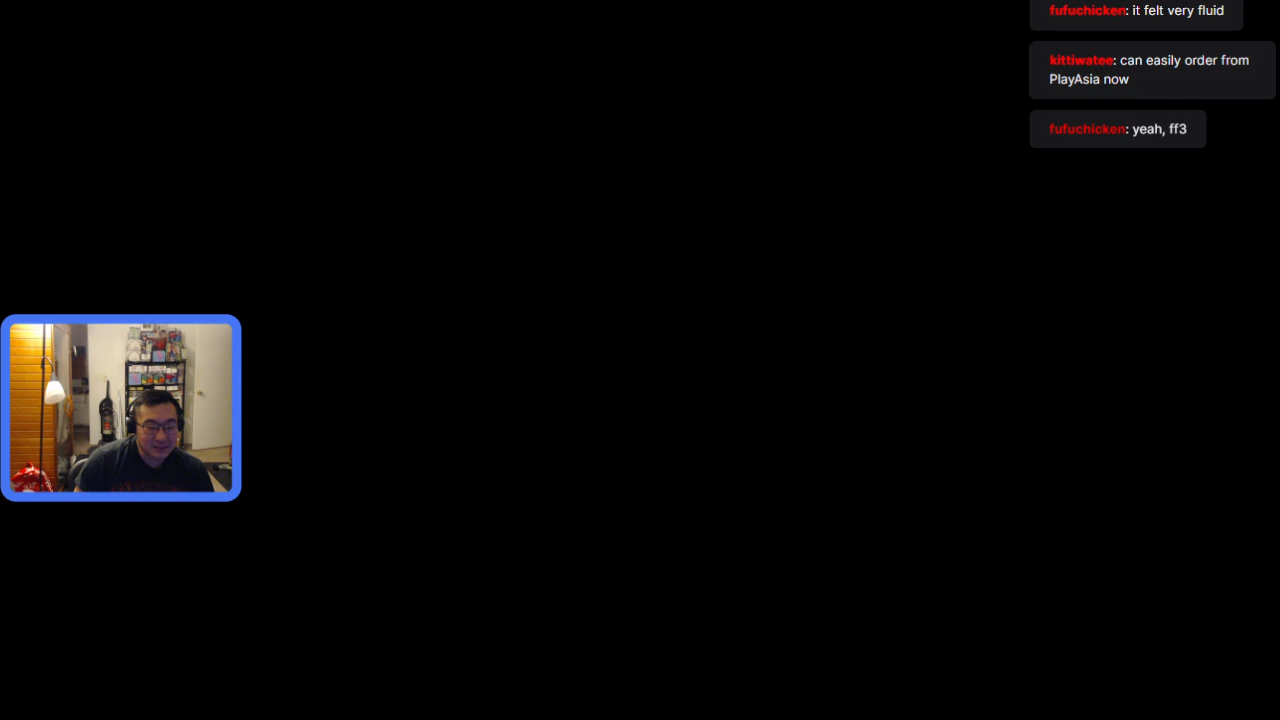 fufuchicken: it felt very fluid
kittiwatee: can easily order from
PlayAsia now
fufuchicken: yeah, ff3